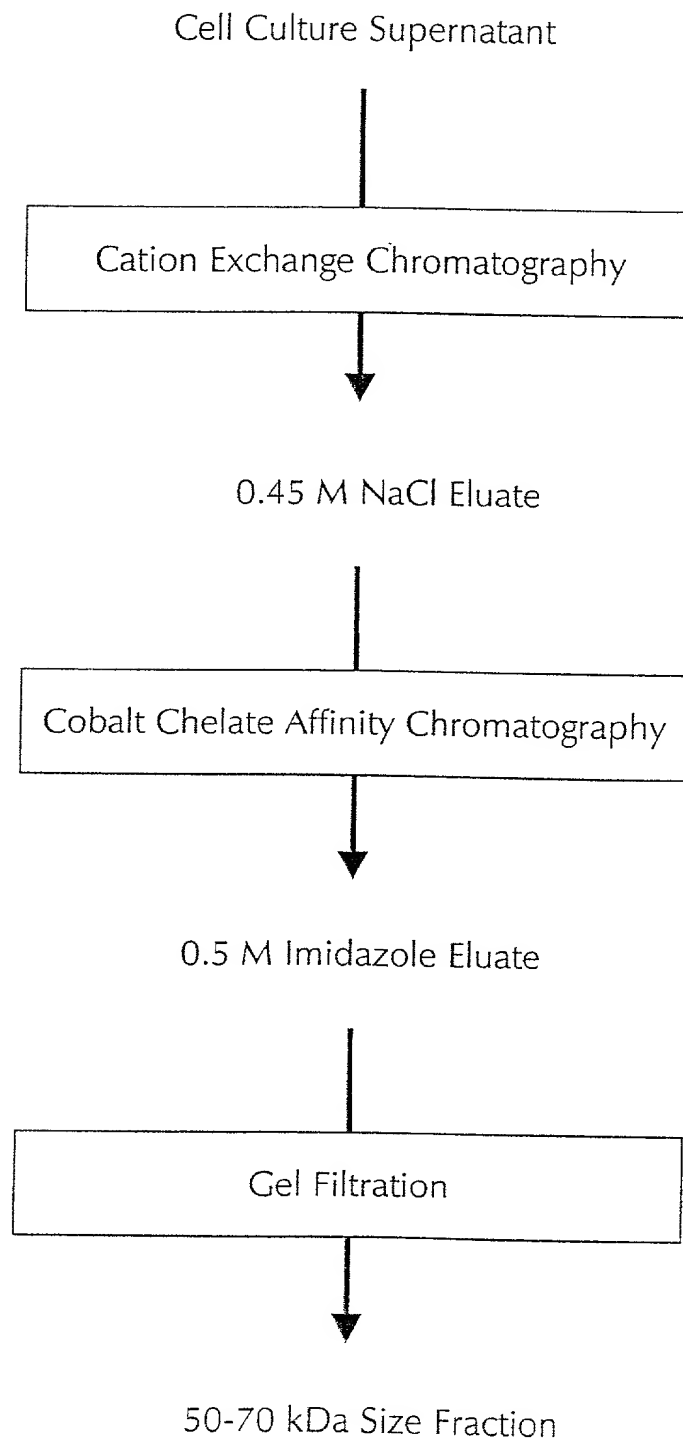 Cell Culture Supernatant
Cation Exchange Chromatography
0.45 M NaCl Eluate
Cobalt Chelate Affinity Chromatography
0.5 M Imidazole Eluate
Gel Filtration
50-70 kDa Size Fraction